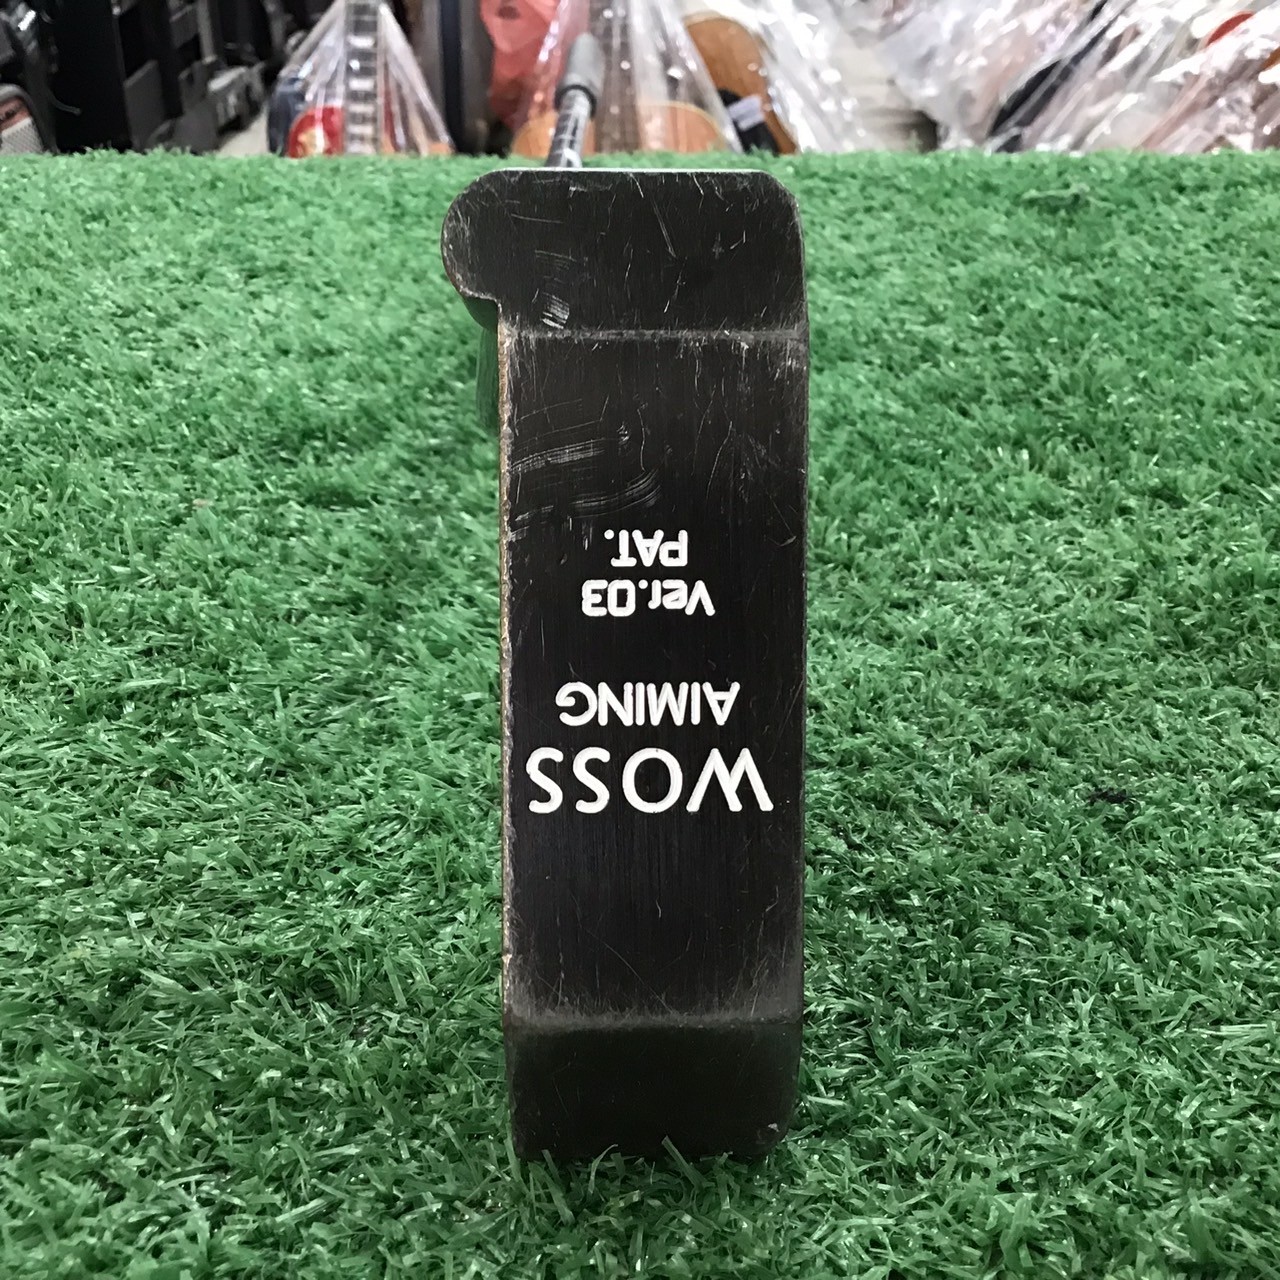 WOSS
AIMING
Ver.03
PAT.